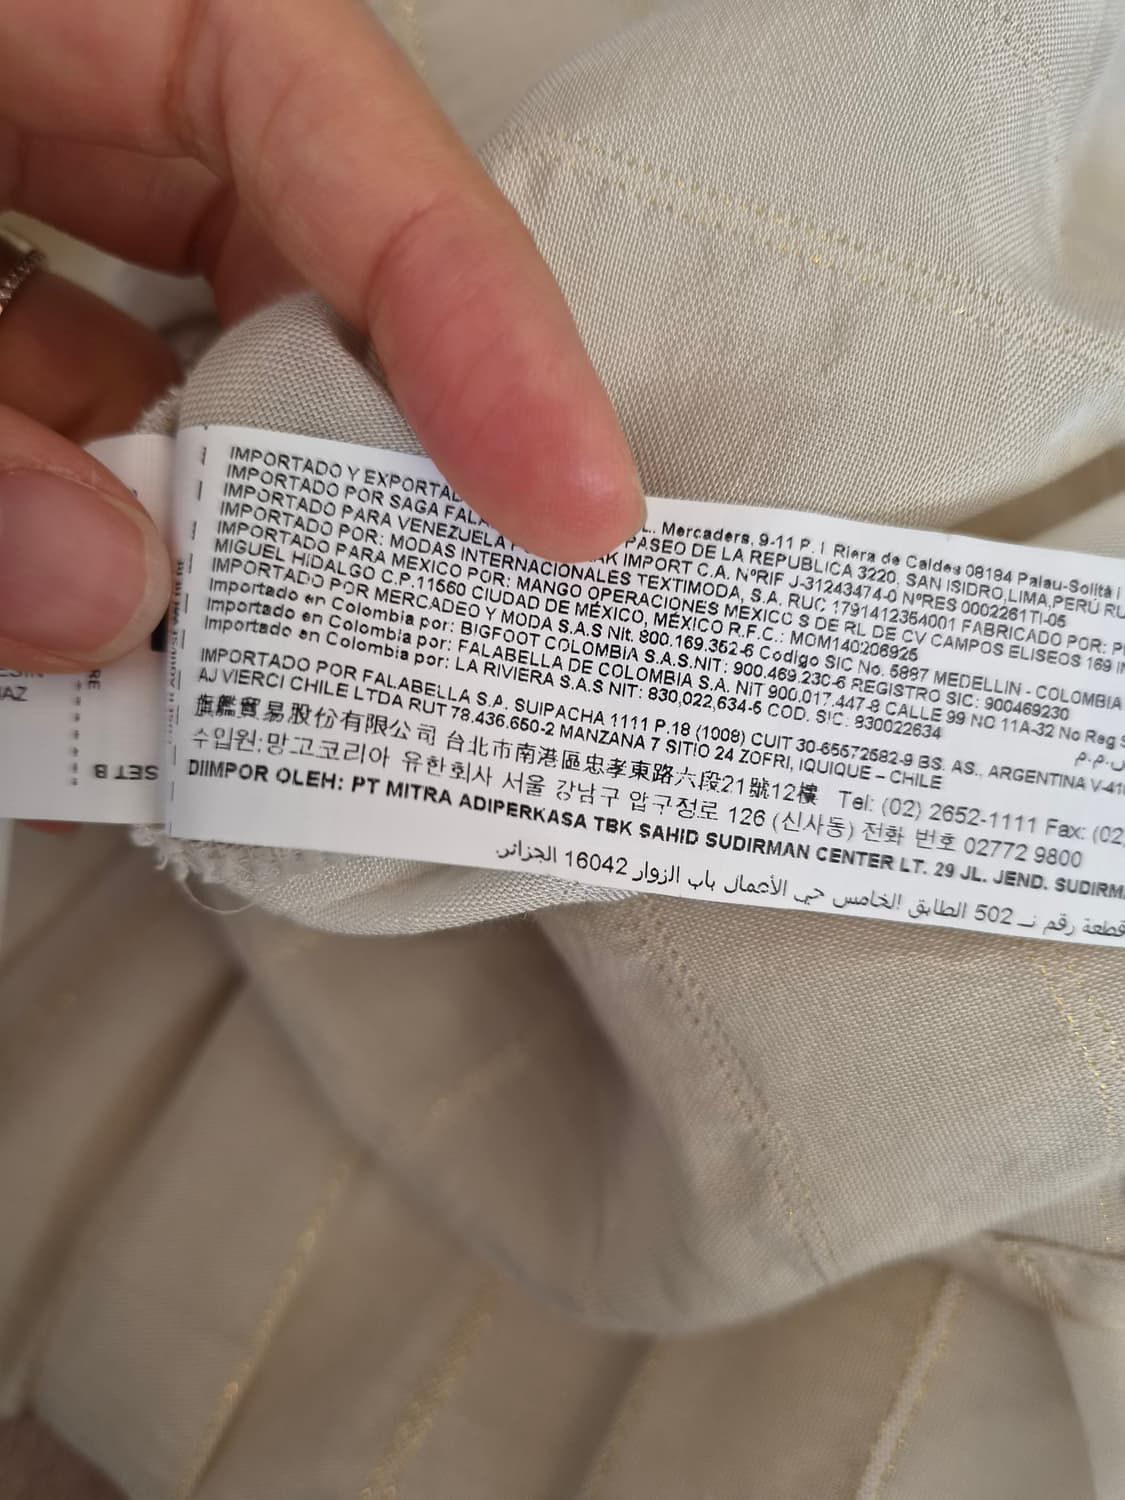 IMPORTADO Y EXPORTAD L. Mercaders, 9-11 P. I Riera de Caldes 08184 Palau-Solità i
IMPORTADO POR SAGA FALA PASEO DE LA REPUBLICA 3220, SAN ISIDRO,LIMA,PERÚ RU
IMPORTADO PARA VENEZUELA P AK IMPORT C.A. NºRIF J-31243474-0 NºRES 0002261TI-05
IMPORTADO POR: MODAS INTERNACIONALES TEXTIMODA, S.A. RUC 1791412354001 FABRICADO POR: P
IMPORTADO PARA MÉXICO POR: MANGO OPERACIONES MEXICO S DE RL DE CV CAMPOS ELISEOS 169 IN
MIGUEL HIDALGO C.P.11560 CIUDAD DE MÉXICO, MÉXICO R.F.C.: MOM140206925
IMPORTADO POR MERCADEO Y MODA S.A.S Nit. 800.169.352-6 Codigo SIC No. 5887 MEDELLIN - COLOMBIA
Importado en Colombia por: BIGFOOT COLOMBIA S.A.S.NIT: 900.469.230-6 REGISTRO SIC: 900469230
Importado en Colombia por: FALABELLA DE COLOMBIA S.A. NIT 900,017.447-8 CALLE 99 NO 11A-32 No Reg S
Importado en Colombia por: LA RIVIERA S.A.S NIT: 830,022,634-5 COD. SIC: 830022634
IMPORTADO POR FALABELLA S.A. SUIPACHA 1111 P.18 (1008) CUIT 30-65572582-9 BS. AS., ARGENTINA V-41
AJ VIERCI CHILE LTDA RUT 78.436.650-2 MANZANA 7 SITIO 24 ZOFRI, IQUIQUE – CHILE
旗艦貿易股份有限公司 台北市南港區忠孝東路六段21號12樓 Tel: (02) 2652-1111 Fax: (02)
수입원:망고코리아 유한회사 서울 강남구 압구정로 126 (신사동) 전화 번호 02772 9800
DIIMPOR OLEH: PT MITRA ADIPERKASA TBK SAHID SUDIRMAN CENTER LT. 29 JL. JEND. SUDIRMA
قطعة رقم نـ 502 الطابق الخامس حي الأعمال باب الزوار 16042 الجزائر.
SET B